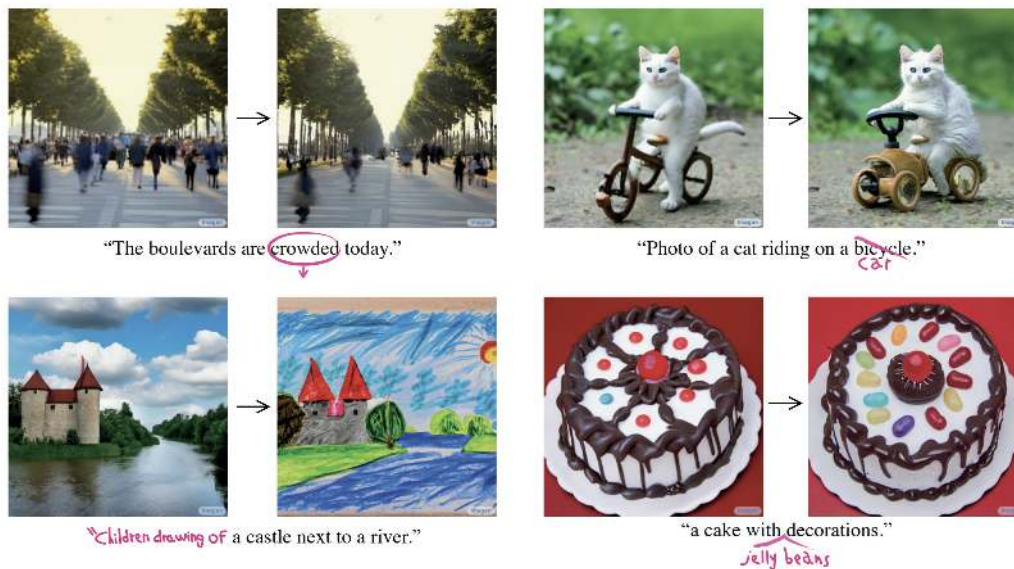 “The boulevards are crowded today.”
“Photo of a cat riding on a bicycle.”
car
“Children drawing of a castle next to a river.”
“a cake with decorations.”
jelly beans